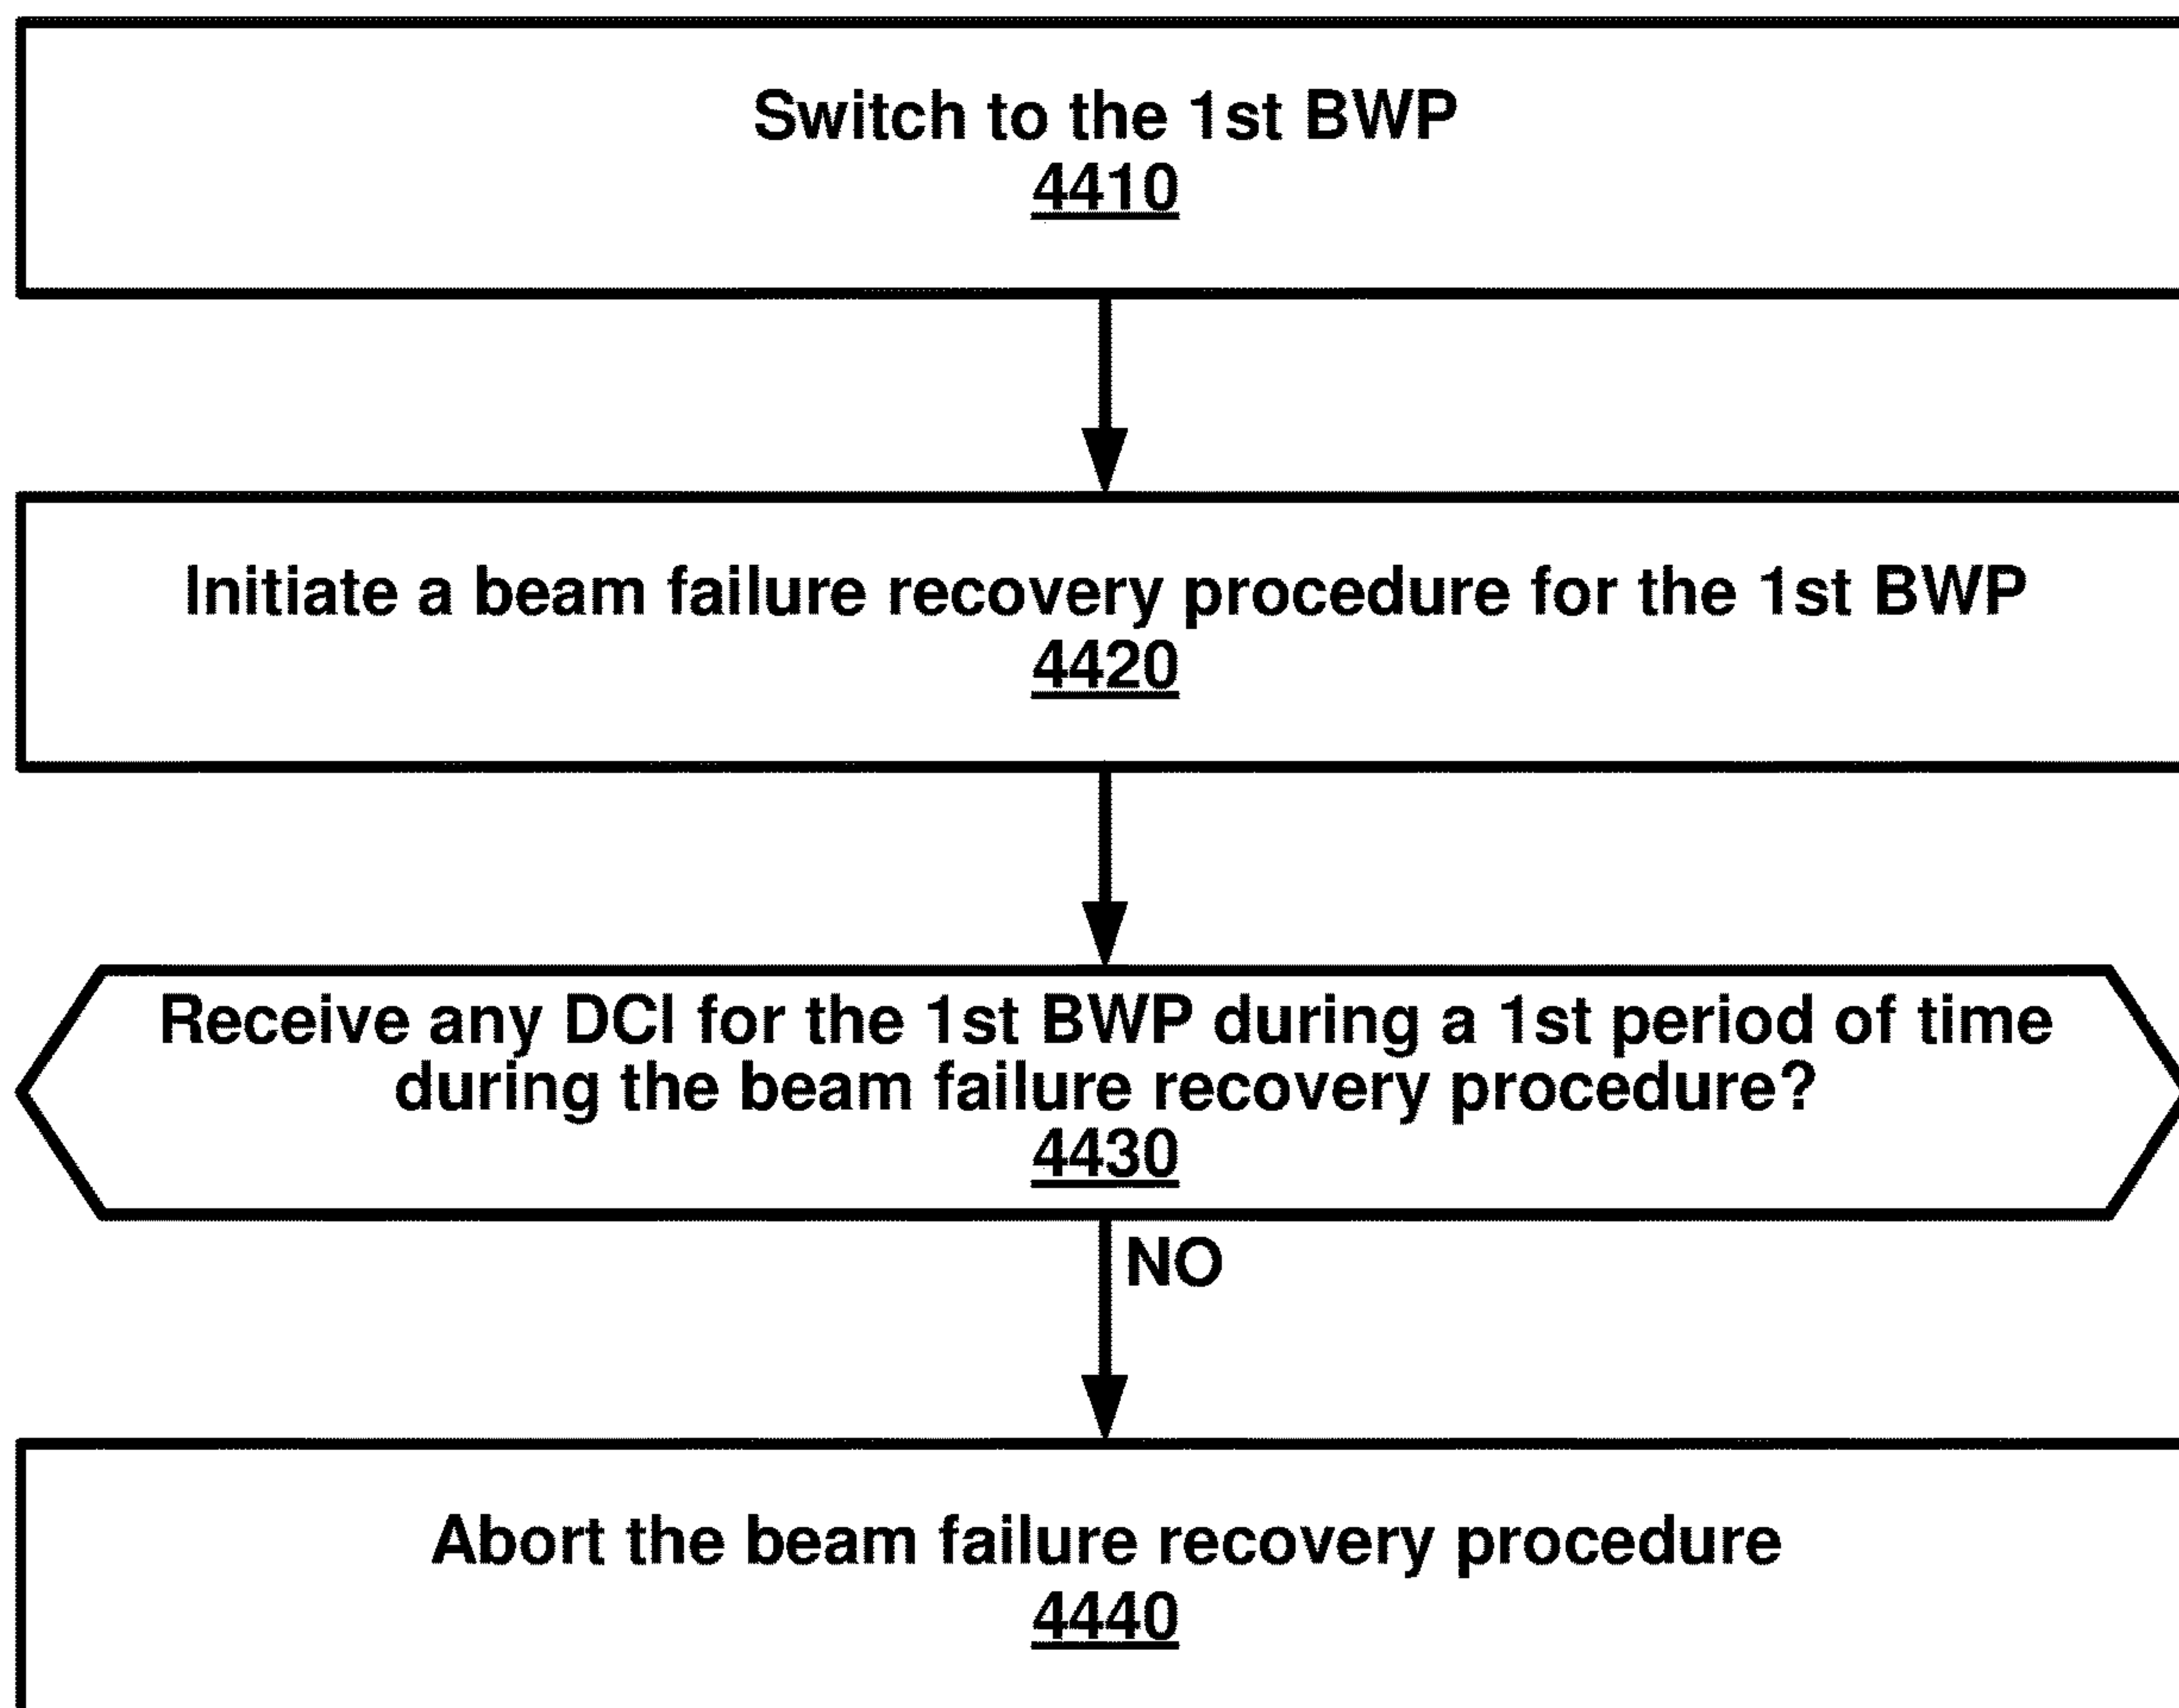 Switch to the 1st BWP
4410
Initiate a beam failure recovery procedure for the 1st BWP
4420
Receive any DCI for the 1st BWP during a 1st period of time
during the beam failure recovery procedure?
4430
NO
Abort the beam failure recovery procedure
4440